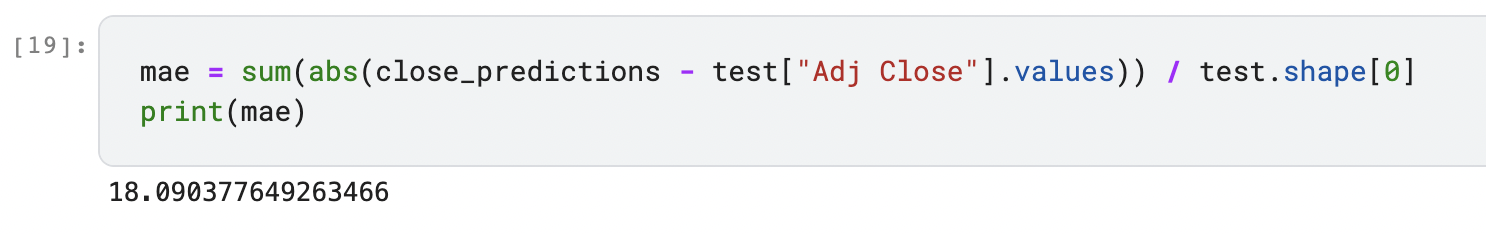 [19]:
mae = sum(abs(close_predictions - test["Adj Close"].values)) / test.shape[0]
print(mae)
18.090377649263466